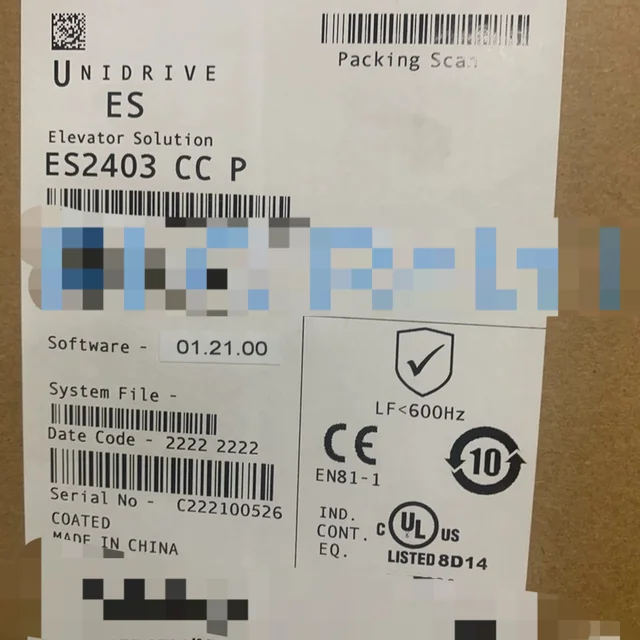 UNIDRIVE
ES
Elevator Solution
ES2403 CC P
Packing Scan
Software - 01.21.00
System File -
Date Code - 2222 2222
Serial No - C222100526
COATED
MADE IN CHINA
LF<600Hz
CE
EN81-1
10
IND.
CONT.
EQ.
C UL US
LISTED 8D14